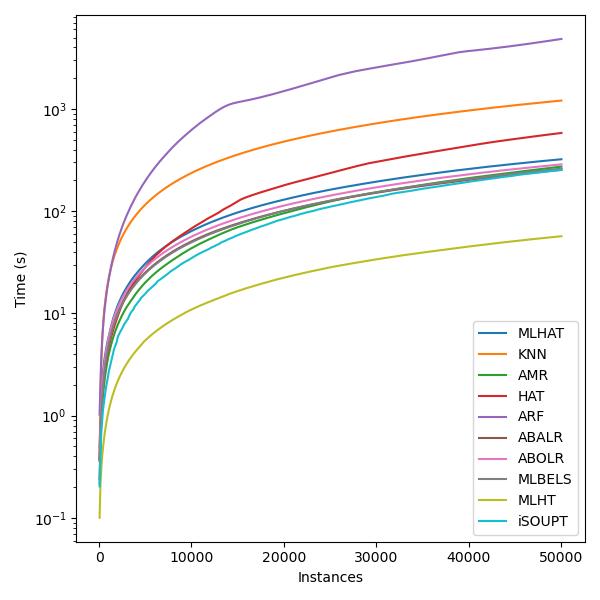 10³
10²
10¹
10⁰
10⁻¹
Time (s)
0 10000 20000 30000 40000 50000
Instances
MLHAT
KNN
AMR
HAT
ARF
ABALR
ABOLR
MLBELS
MLHT
iSOUPT